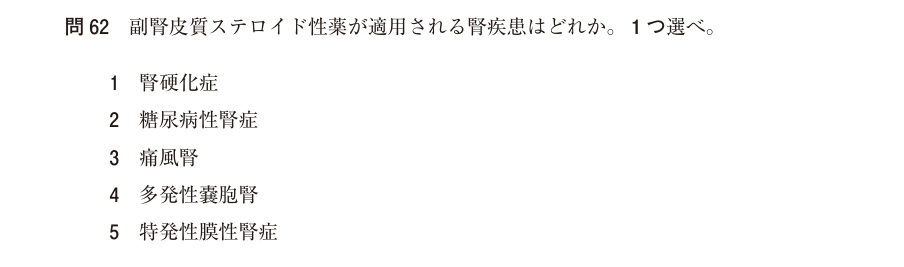 問 62 副腎皮質ステロイド性薬が適用される腎疾患はどれか。1つ選べ。
1 腎硬化症
2 糖尿病性腎症
3 痛風腎
4 多発性嚢胞腎
5 特発性膜性腎症